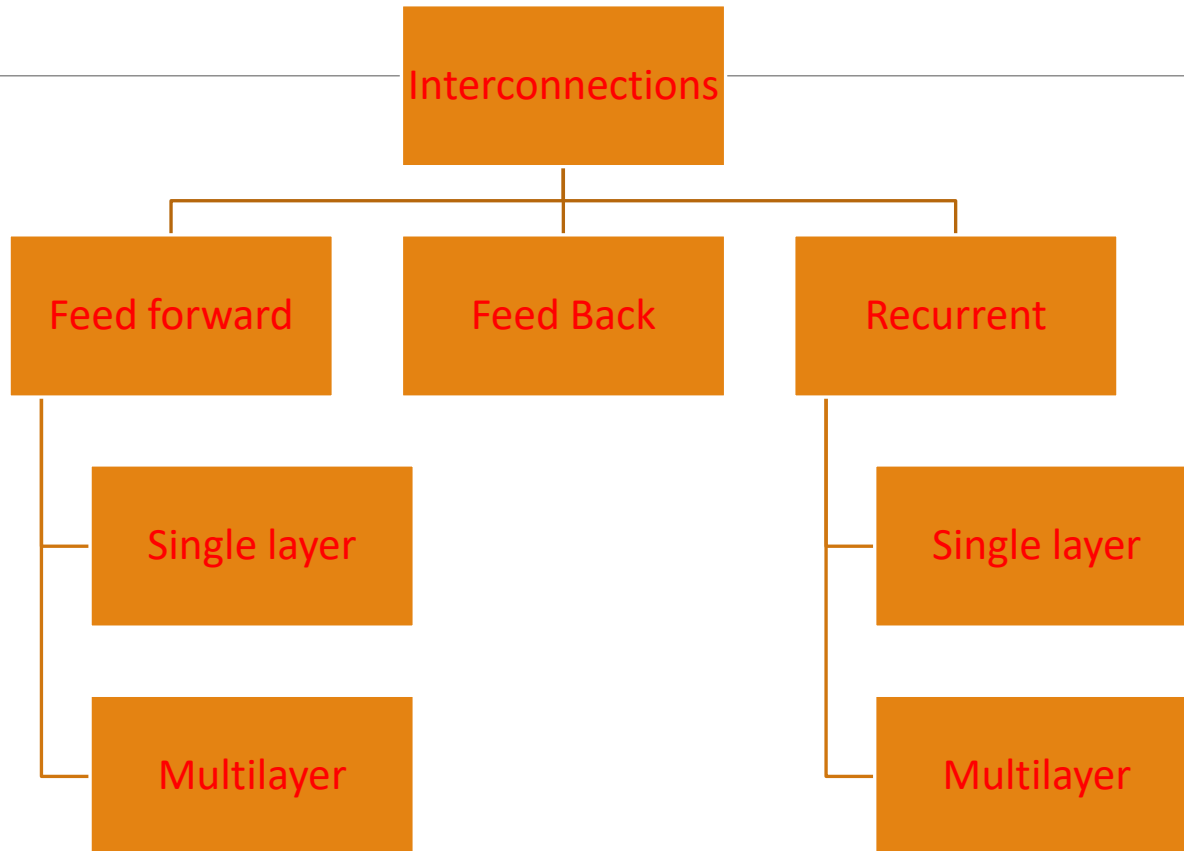 Interconnections
Feed forward
Feed Back
Recurrent
Single layer
Single layer
Multilayer
Multilayer